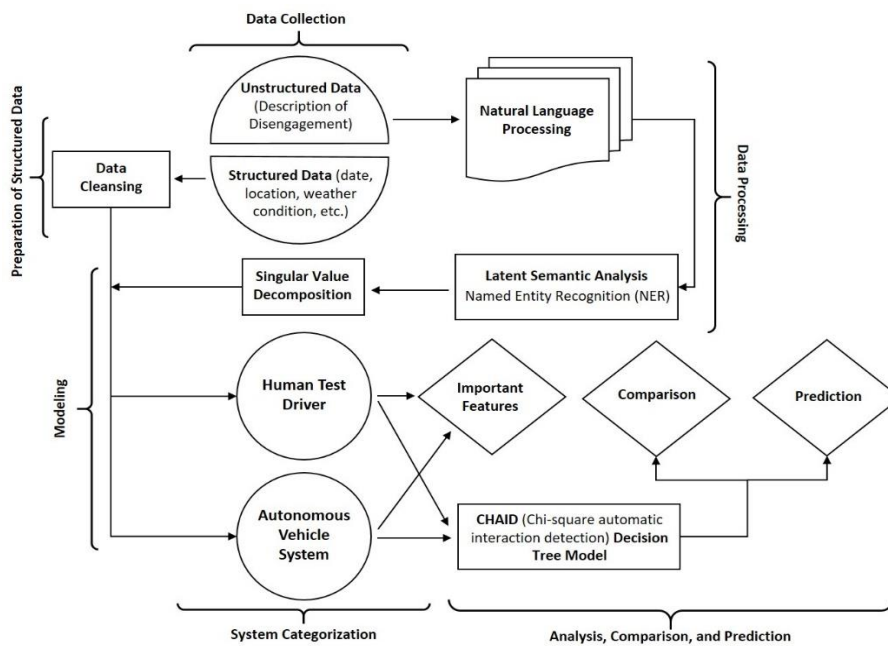 Data Collection
Unstructured Data
(Description of
Disengagement)
Natural Language
Processing
Preparation of Structured Data
Data
Cleansing
Structured Data (date,
location, weather
condition, etc.)
Data Processing
Singular Value
Decomposition
Latent Semantic Analysis
Named Entity Recognition (NER)
Modeling
Human Test
Driver
Important
Features
Comparison
Prediction
Autonomous
Vehicle
System
CHAID (Chi-square automatic
interaction detection) Decision
Tree Model
System Categorization
Analysis, Comparison, and Prediction